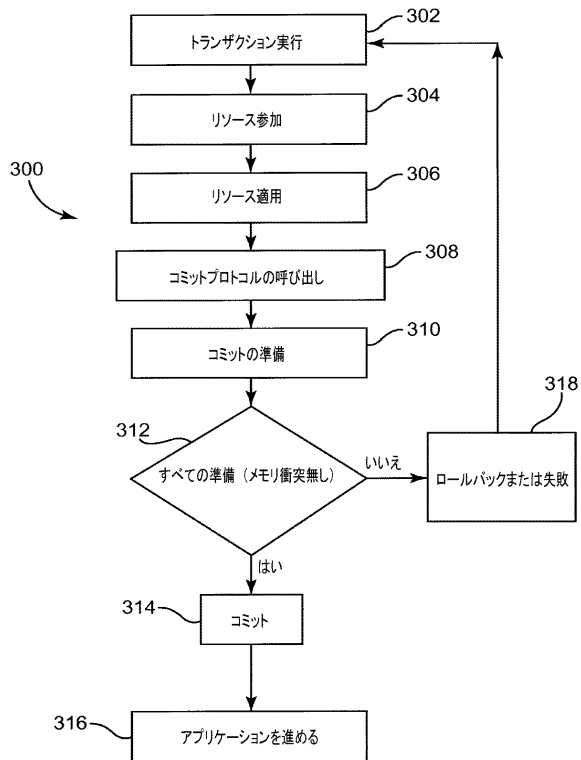 トランザクション実行
302
リソース参加
304
300
リソース適用
306
コミットプロトコルの呼び出し
308
コミットの準備
310
312
すべての準備（メモリ衝突無し）
いいえ
318
ロールバックまたは失敗
はい
314
コミット
316
アプリケーションを進める